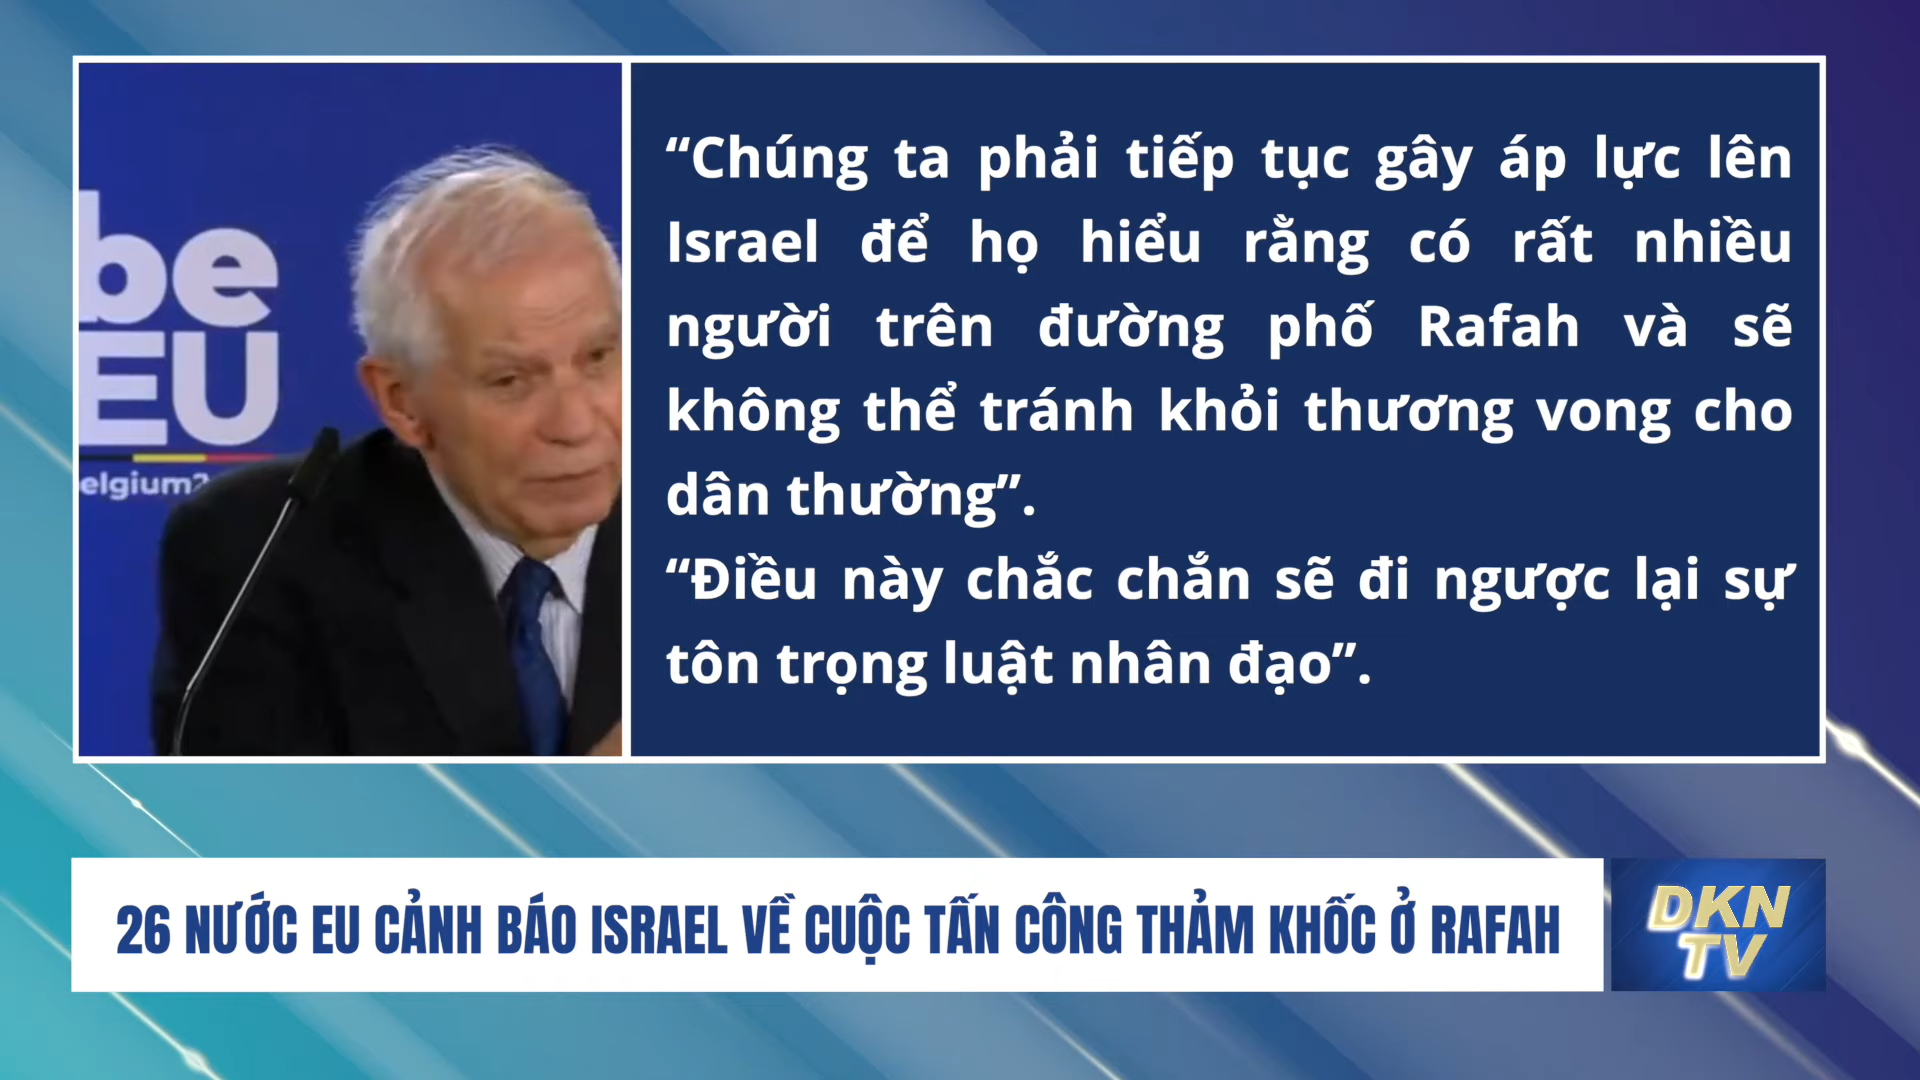 be
EU
elgium2
“Chúng ta phải tiếp tục gây áp lực lên
Israel để họ hiểu rằng có rất nhiều
người trên đường phố Rafah và sẽ
không thể tránh khỏi thương vong cho
dân thường”.
“Điều này chắc chắn sẽ đi ngược lại sự
tôn trọng luật nhân đạo”.
26 NƯỚC EU CẢNH BÁO ISRAEL VỀ CUỘC TẤN CÔNG THẢM KHỐC Ở RAFAH
DKN
TV